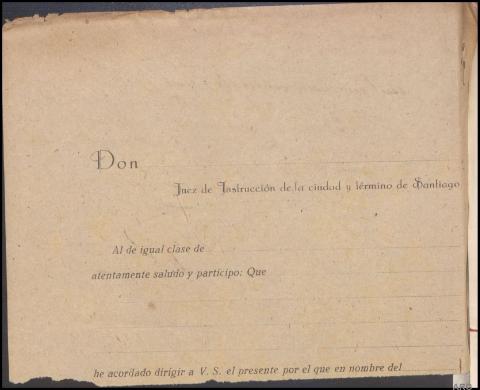 Don
Juez de Instrucción de la ciudad y término de Santiago
Al de igual clase de
atentamente saludo y participo: Que
he acordado dirigir a V. S. el presente por el que en nombre del